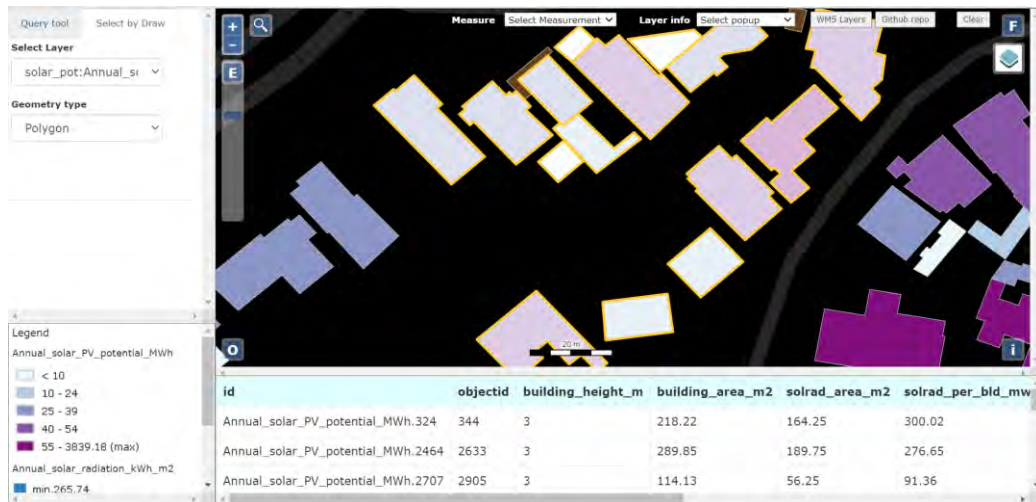 Query tool Select by Draw
Select Layer
solar_pot:Annual_s
Geometry type
Polygon
+
−
E
O
Measure Select Measurement Layer info Select popup WMS Layers Github repo Clear
F
i
20 m
Legend
Annual_solar_PV_potential_MWh
< 10
10 - 24
25 - 39
40 - 54
55 - 3839.18 (max)
Annual_solar_radiation_kWh_m2
min.265.74
id objectid building_height_m building_area_m2 solrad_area_m2 solrad_per_bld_mw
Annual_solar_PV_potential_MWh.324 344 3 218.22 164.25 300.02
Annual_solar_PV_potential_MWh.2464 2633 3 289.85 189.75 276.65
Annual_solar_PV_potential_MWh.2707 2905 3 114.13 56.25 91.36